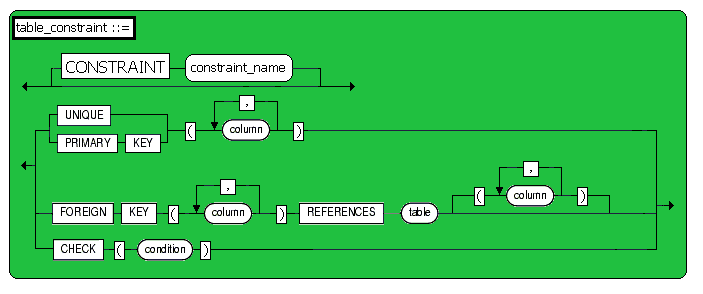 table_constraint ::=
CONSTRAINT constraint_name
,
UNIQUE
( column )
PRIMARY KEY
,
,
FOREIGN KEY ( column ) REFERENCES table ( column )
CHECK ( condition )